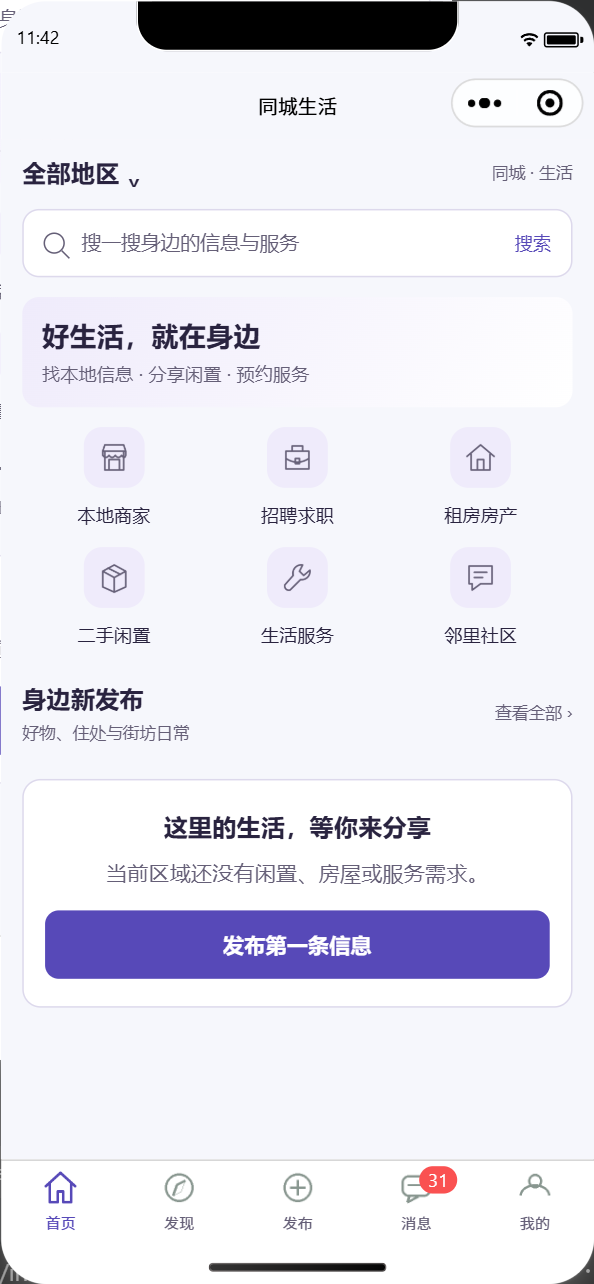 11:42
同城生活
全部地区
同城 · 生活
搜一搜身边的信息与服务
搜索
好生活，就在身边
找本地信息 · 分享闲置 · 预约服务
本地商家
招聘求职
租房房产
二手闲置
生活服务
邻里社区
身边新发布
查看全部 ›
好物、住处与街坊日常
这里的生活，等你来分享
当前区域还没有闲置、房屋或服务需求。
发布第一条信息
31
首页
发现
发布
消息
我的